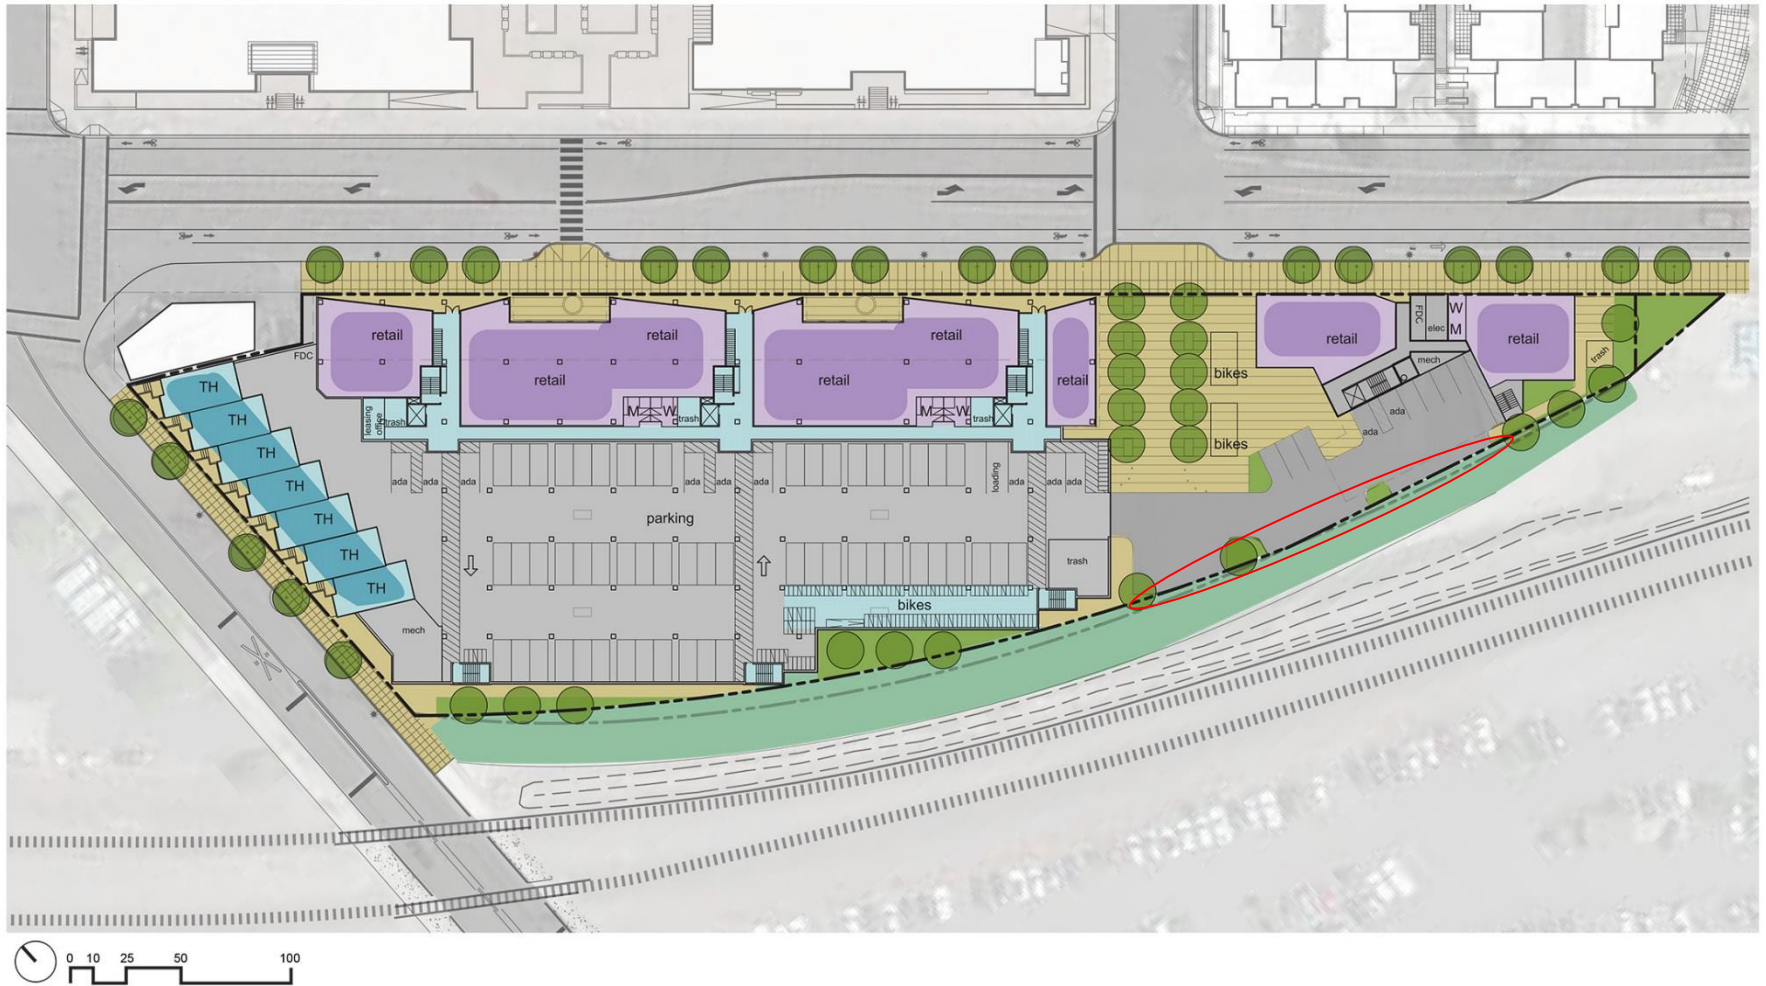 retail
retail
retail
retail
retail
retail
retail
retail
FDC
FDC
elec
W
M
mech
trash
TH
TH
TH
TH
TH
TH
TH
leasing
office
trash
M W
trash
M W
trash
bikes
bikes
ada
ada
ada ada ada
ada ada ada
loading
ada ada ada
parking
trash
bikes
mech
0 10 25 50 100